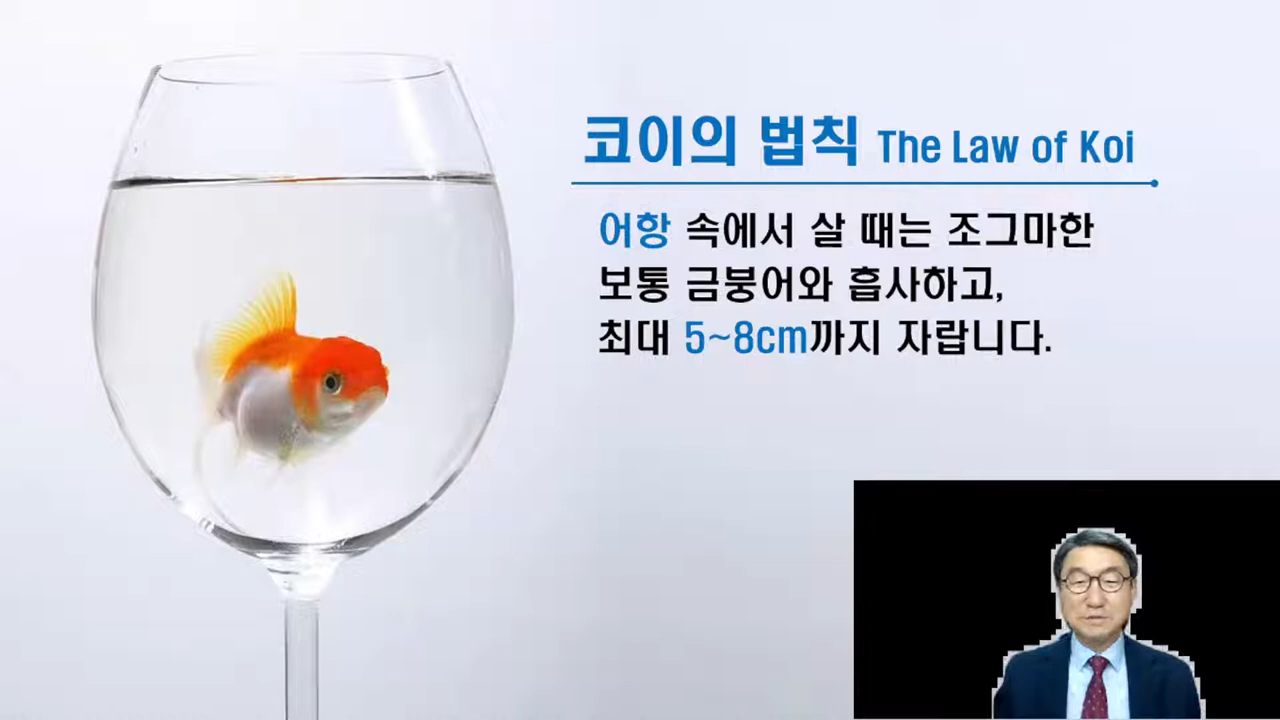 코이의 법칙 The Law of Koi
어항 속에서 살 때는 조그마한
보통 금붕어와 흡사하고,
최대 5~8cm까지 자랍니다.